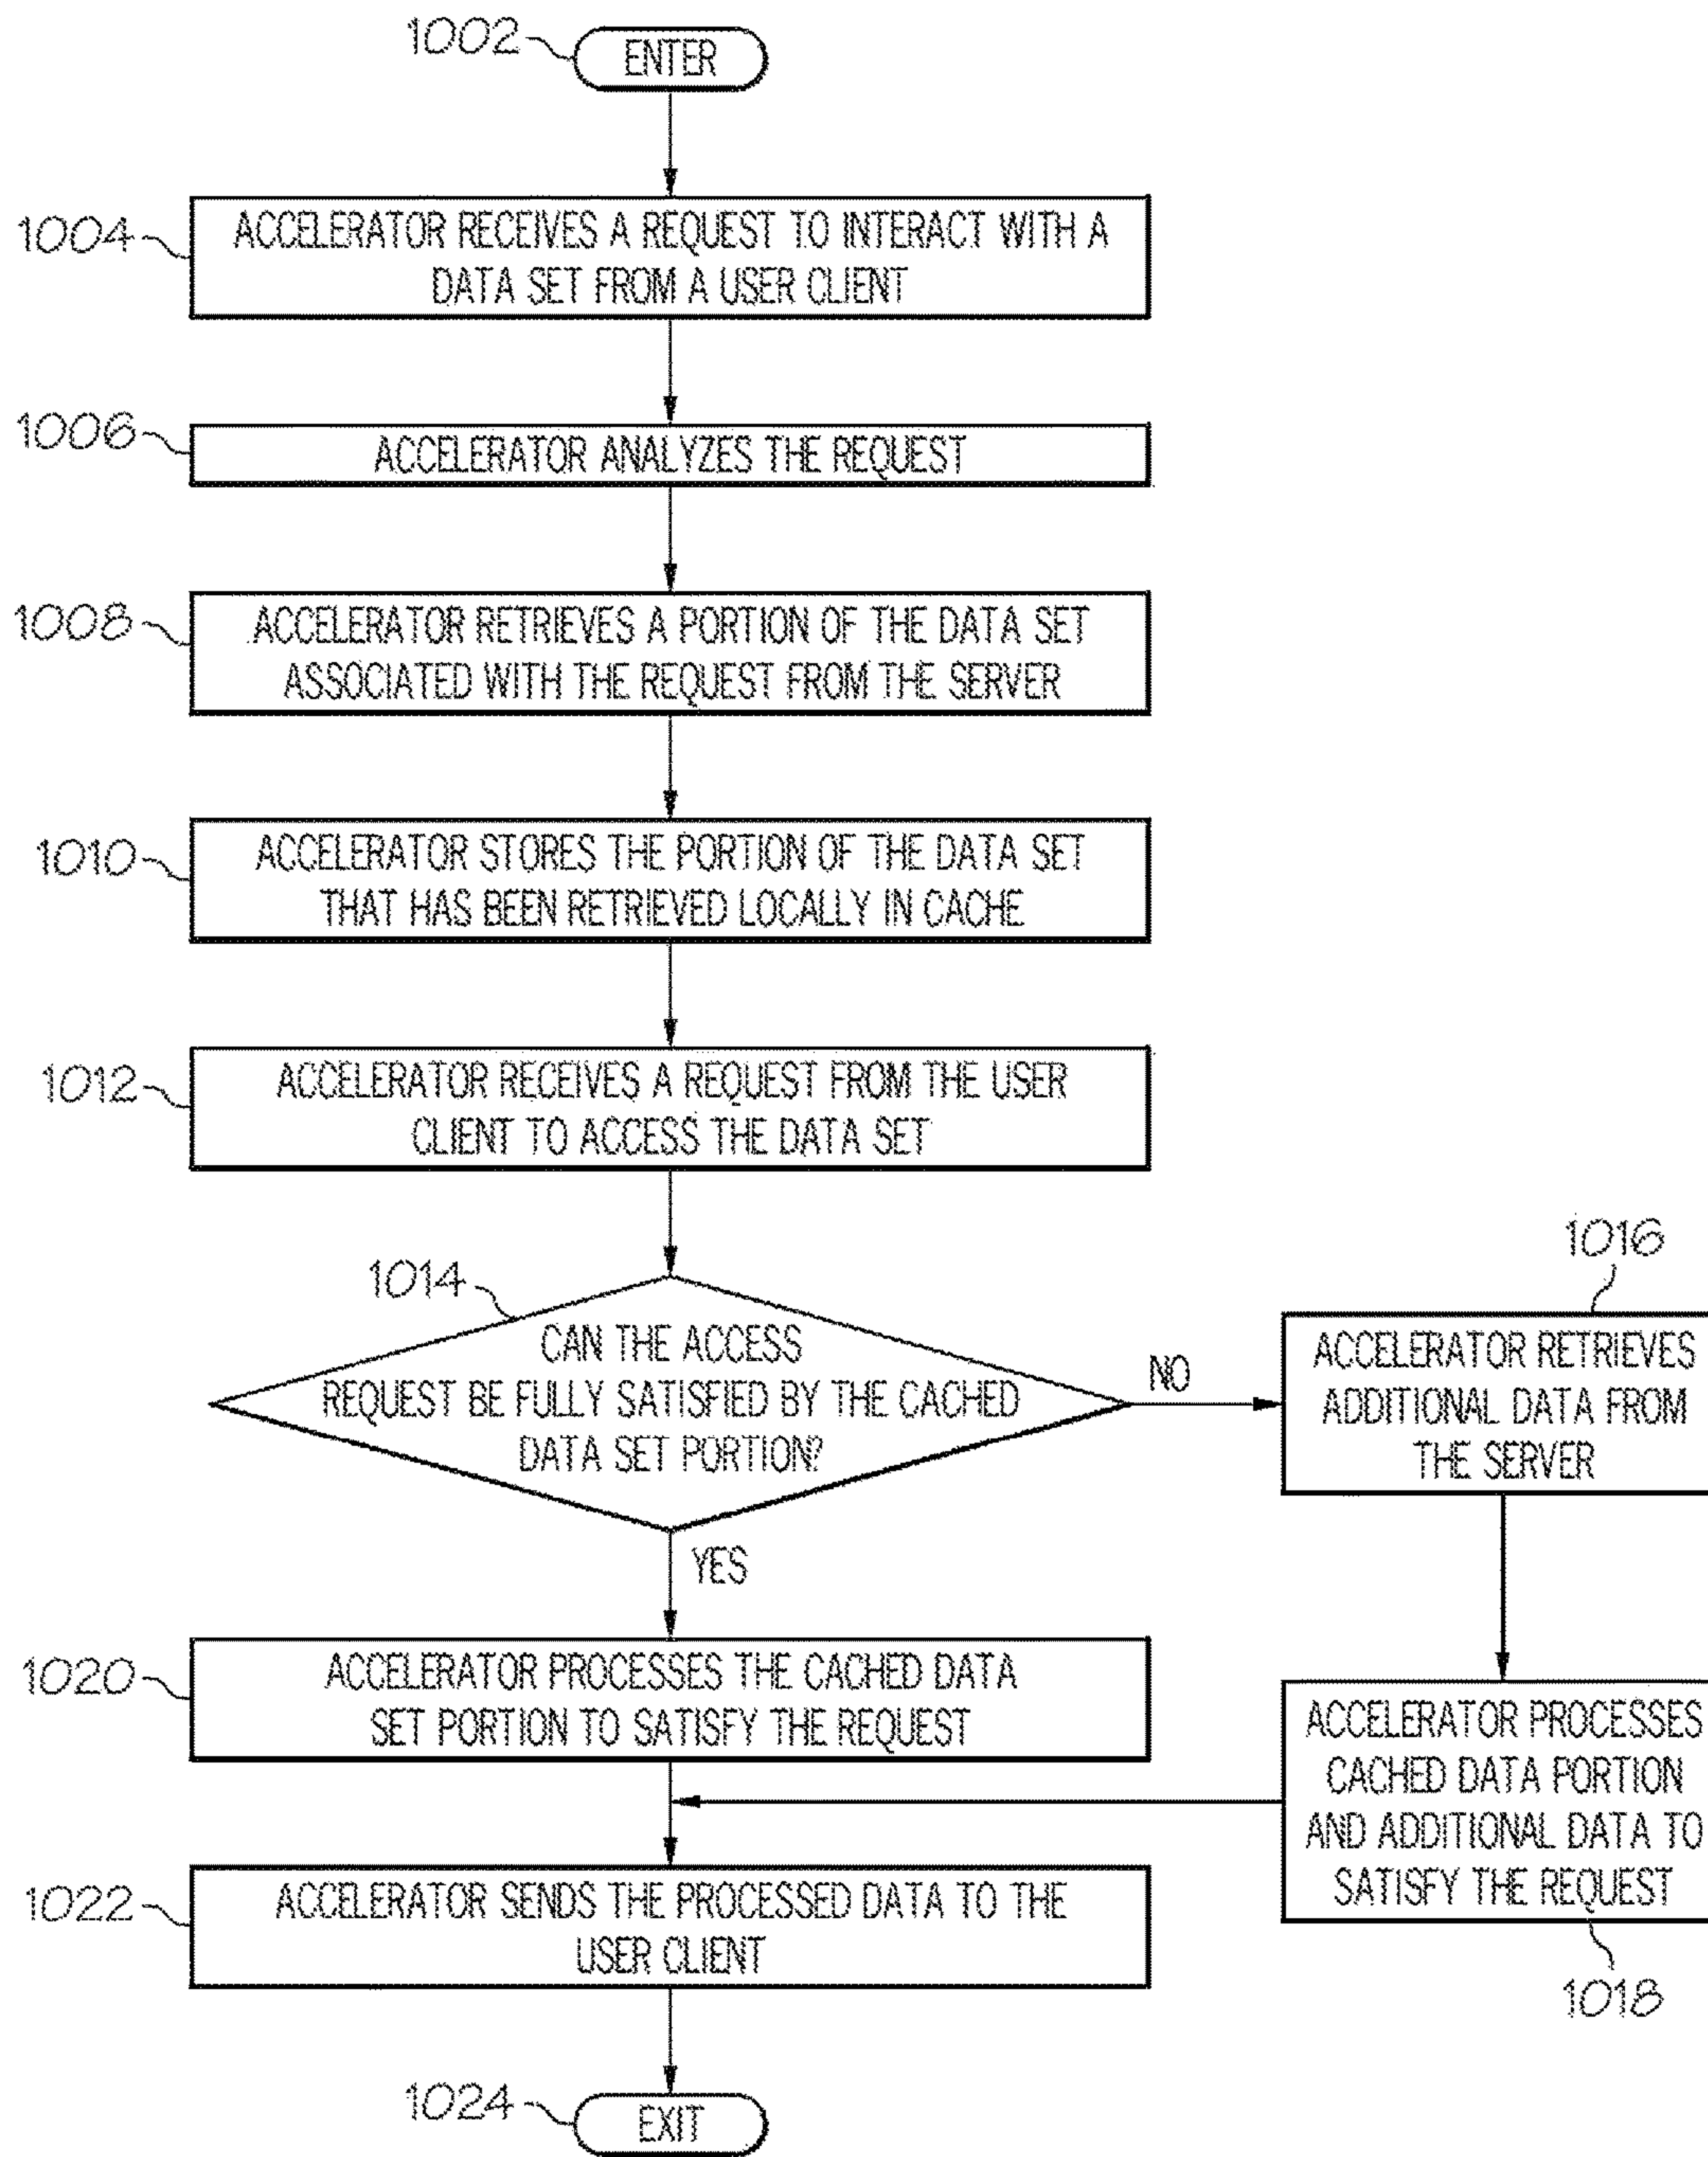 1002
ENTER
1004
ACCELERATOR RECEIVES A REQUEST TO INTERACT WITH A
DATA SET FROM A USER CLIENT
1006
ACCELERATOR ANALYZES THE REQUEST
1008
ACCELERATOR RETRIEVES A PORTION OF THE DATA SET
ASSOCIATED WITH THE REQUEST FROM THE SERVER
1010
ACCELERATOR STORES THE PORTION OF THE DATA SET
THAT HAS BEEN RETRIEVED LOCALLY IN CACHE
1012
ACCELERATOR RECEIVES A REQUEST FROM THE USER
CLIENT TO ACCESS THE DATA SET
1014
CAN THE ACCESS
REQUEST BE FULLY SATISFIED BY THE CACHED
DATA SET PORTION?
NO
1016
ACCELERATOR RETRIEVES
ADDITIONAL DATA FROM
THE SERVER
YES
1020
ACCELERATOR PROCESSES THE CACHED DATA
SET PORTION TO SATISFY THE REQUEST
ACCELERATOR PROCESSES
CACHED DATA PORTION
AND ADDITIONAL DATA TO
SATISFY THE REQUEST
1018
1022
ACCELERATOR SENDS THE PROCESSED DATA TO THE
USER CLIENT
1024
EXIT